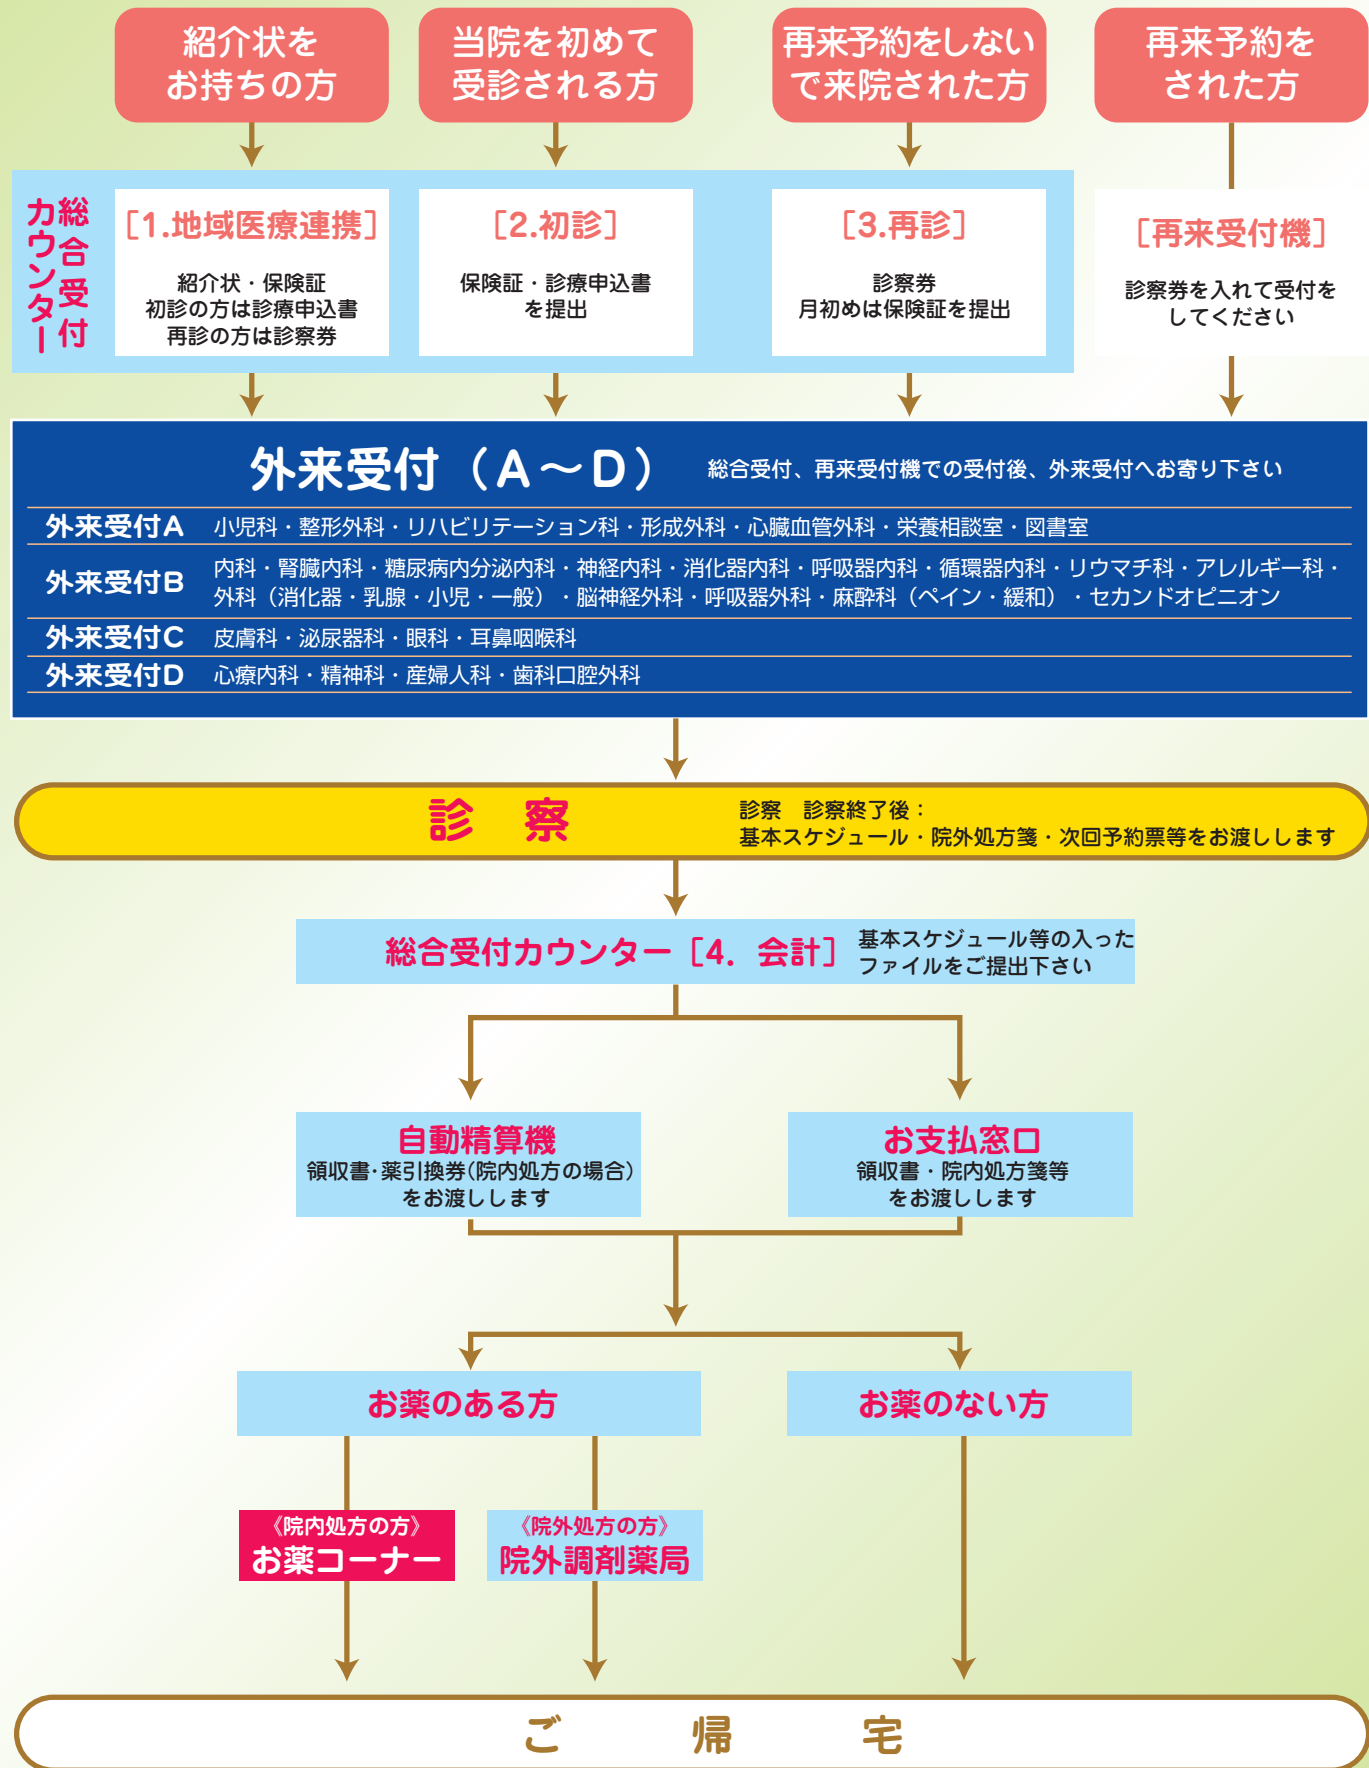 紹介状を
お持ちの方
当院を初めて
受診される方
再来予約をしない
で来院された方
再来予約を
された方
総合受付
カウンター
［1.地域医療連携］
紹介状・保険証
初診の方は診療申込書
再診の方は診察券
［2.初診］
保険証・診療申込書
を提出
［3.再診］
診察券
月初めは保険証を提出
［再来受付機］
診察券を入れて受付を
してください
外来受付（A～D） 総合受付、再来受付機での受付後、外来受付へお寄り下さい
外来受付A 小児科・整形外科・リハビリテーション科・形成外科・心臓血管外科・栄養相談室・図書室
外来受付B 内科・腎臓内科・糖尿病内分泌内科・神経内科・消化器内科・呼吸器内科・循環器内科・リウマチ科・アレルギー科・
外科（消化器・乳腺・小児・一般）・脳神経外科・呼吸器外科・麻酔科（ペイン・緩和）・セカンドオピニオン
外来受付C 皮膚科・泌尿器科・眼科・耳鼻咽喉科
外来受付D 心療内科・精神科・産婦人科・歯科口腔外科
診 察
診察 診察終了後：
基本スケジュール・院外処方箋・次回予約票等をお渡しします
総合受付カウンター［4. 会計］
基本スケジュール等の入った
ファイルをご提出下さい
自動精算機
領収書・薬引換券（院内処方の場合）
をお渡しします
お支払窓口
領収書・院内処方箋等
をお渡しします
お薬のある方
お薬のない方
《院内処方の方》
お薬コーナー
《院外処方の方》
院外調剤薬局
ご 帰 宅